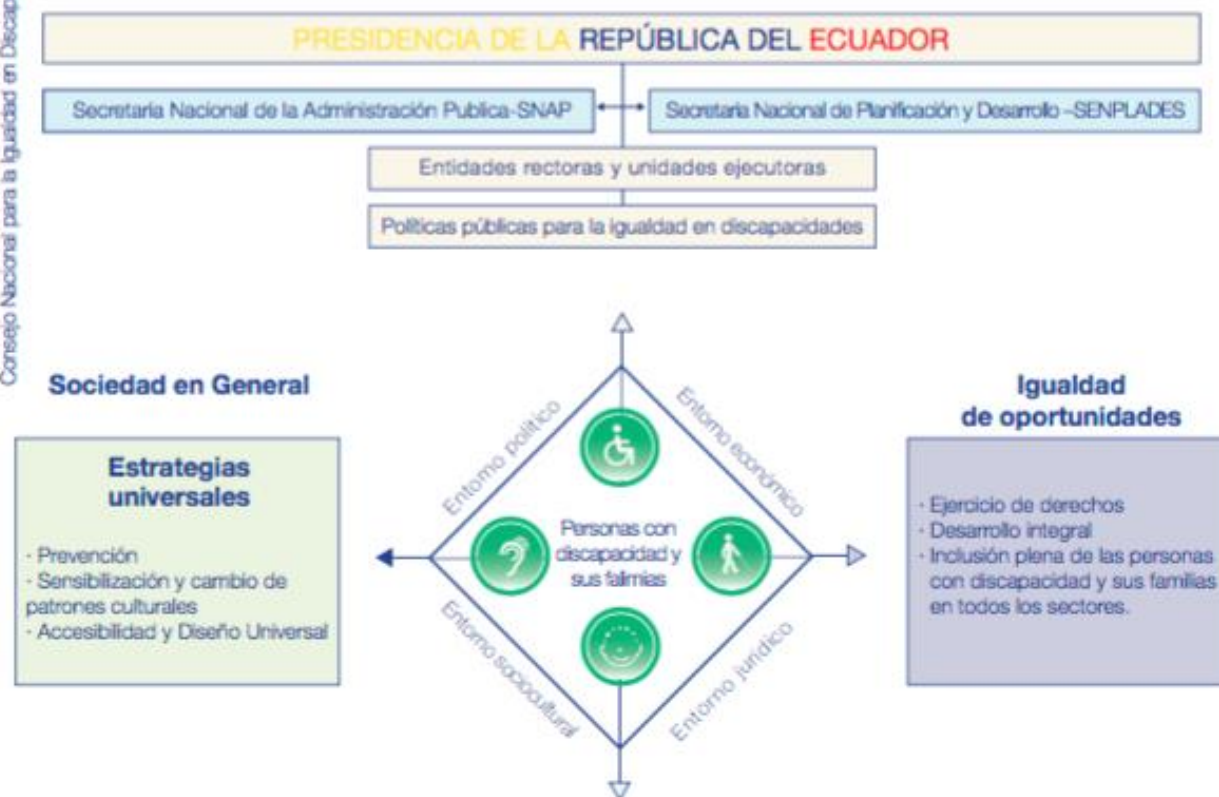 Consejo Nacional para la Igualdad en Discap
PRESIDENCIA DE LA REPÚBLICA DEL ECUADOR
Secretaria Nacional de la Administración Publica-SNAP
Secretaria Nacional de Planificación y Desarrollo –SENPLADES
Entidades rectoras y unidades ejecutoras
Políticas públicas para la igualdad en discapacidades
Sociedad en General
Estrategias
universales
· Prevención
· Sensibilización y cambio de
patrones culturales
· Accesibilidad y Diseño Universal
Entorno político
Entorno económico
Personas con
discapacidad y
sus falimias
Entorno sociocultural
Entorno jurídico
Igualdad
de oportunidades
· Ejercicio de derechos
· Desarrollo integral
· Inclusión plena de las personas
con discapacidad y sus familias
en todos los sectores.